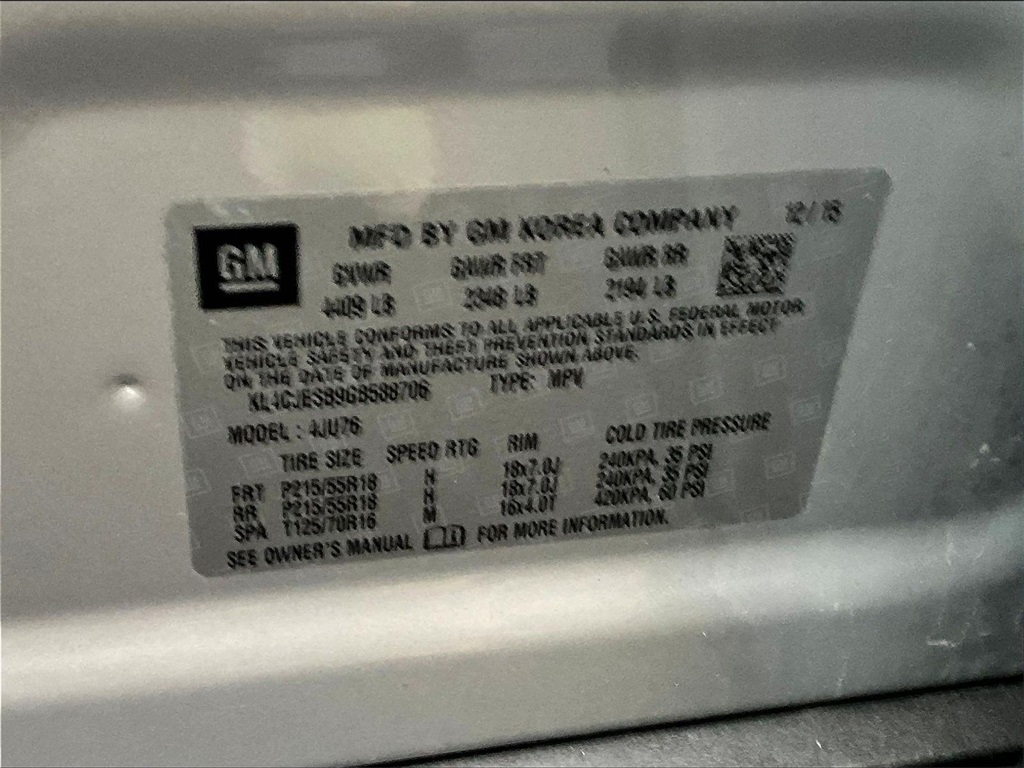 GM
MFD BY GM KOREA COMPANY 12/15
GVWR GAWR FRT GAWR RR
4409 LB 2348 LB 2194 LB
THIS VEHICLE CONFORMS TO ALL APPLICABLE U.S. FEDERAL MOTOR
VEHICLE SAFETY AND THEFT PREVENTION STANDARDS IN EFFECT
ON THE DATE OF MANUFACTURE SHOWN ABOVE.
KL4CJESB9GB588706 TYPE: MPV
MODEL : 4JU76
TIRE SIZE SPEED RTG RIM COLD TIRE PRESSURE
FRT P215/55R18 H 18x7.0J 240KPA, 35 PSI
RR P215/55R18 H 18x7.0J 240KPA, 35 PSI
SPA T125/70R16 M 16x4.0T 420KPA, 60 PSI
SEE OWNER'S MANUAL FOR MORE INFORMATION.